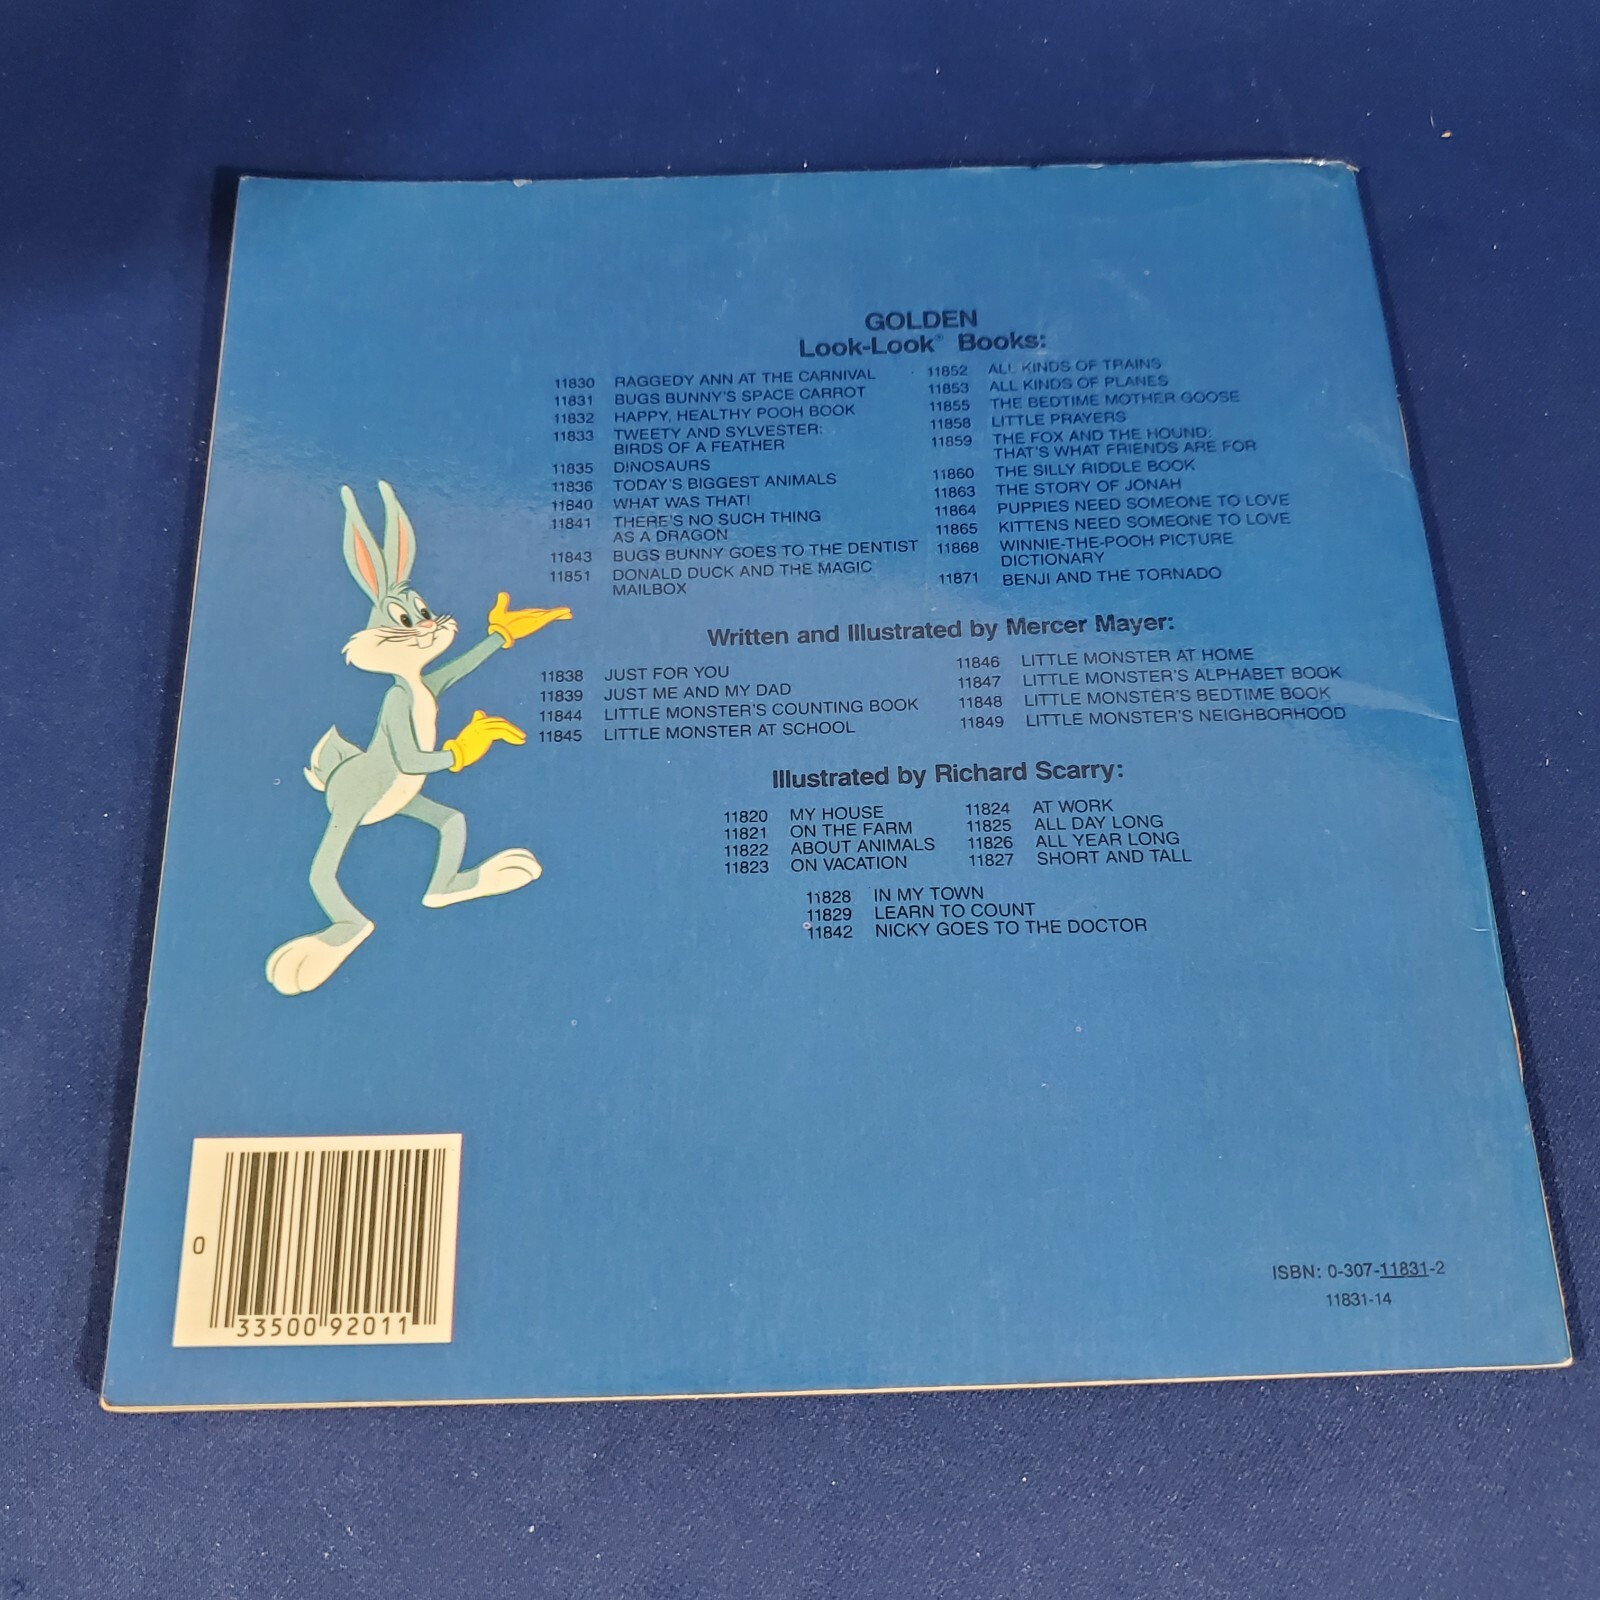 GOLDEN
Look-Look® Books:
11830 RAGGEDY ANN AT THE CARNIVAL
11831 BUGS BUNNY'S SPACE CARROT
11832 HAPPY, HEALTHY POOH BOOK
11833 TWEETY AND SYLVESTER:
BIRDS OF A FEATHER
11835 DINOSAURS
11836 TODAY'S BIGGEST ANIMALS
11840 WHAT WAS THAT!
11841 THERE'S NO SUCH THING
AS A DRAGON
11843 BUGS BUNNY GOES TO THE DENTIST
11851 DONALD DUCK AND THE MAGIC
MAILBOX
11852 ALL KINDS OF TRAINS
11853 ALL KINDS OF PLANES
11855 THE BEDTIME MOTHER GOOSE
11858 LITTLE PRAYERS
11859 THE FOX AND THE HOUND:
THAT'S WHAT FRIENDS ARE FOR
11860 THE SILLY RIDDLE BOOK
11863 THE STORY OF JONAH
11864 PUPPIES NEED SOMEONE TO LOVE
11865 KITTENS NEED SOMEONE TO LOVE
11868 WINNIE-THE-POOH PICTURE
DICTIONARY
11871 BENJI AND THE TORNADO
Written and Illustrated by Mercer Mayer:
11838 JUST FOR YOU
11839 JUST ME AND MY DAD
11844 LITTLE MONSTER'S COUNTING BOOK
11845 LITTLE MONSTER AT SCHOOL
11846 LITTLE MONSTER AT HOME
11847 LITTLE MONSTER'S ALPHABET BOOK
11848 LITTLE MONSTER'S BEDTIME BOOK
11849 LITTLE MONSTER'S NEIGHBORHOOD
Illustrated by Richard Scarry:
11820 MY HOUSE
11821 ON THE FARM
11822 ABOUT ANIMALS
11823 ON VACATION
11824 AT WORK
11825 ALL DAY LONG
11826 ALL YEAR LONG
11827 SHORT AND TALL
11828 IN MY TOWN
11829 LEARN TO COUNT
11842 NICKY GOES TO THE DOCTOR
0 33500 92011
ISBN: 0-307-11831-2
11831-14